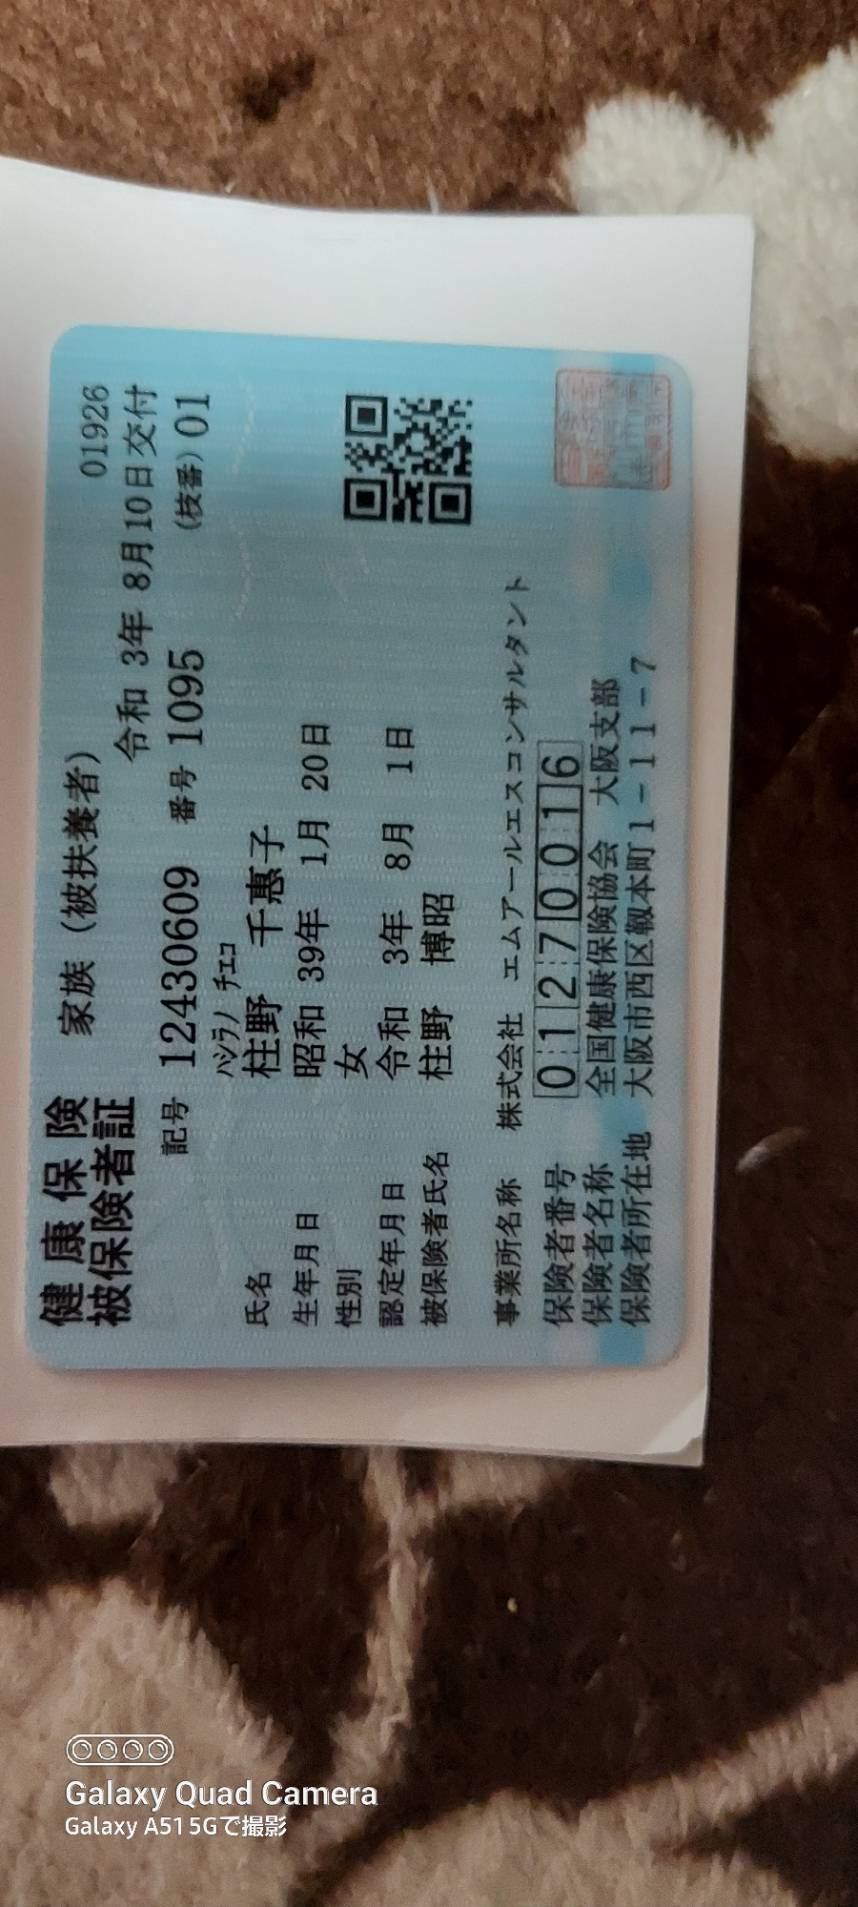 健康保険 家族（被扶養者） 01926
被保険者証 令和 3年 8月10日交付
記号 12430609 番号 1095 （枝番）01
ﾊｼﾗﾉ ﾁｴｺ
氏名 柱野 千惠子
生年月日 昭和 39年 1月 20日
性別 女
認定年月日 令和 3年 8月 1日
被保険者氏名 柱野 博昭
事業所名称 株式会社 エムアールエスコンサルタント
保険者番号 01270016
保険者名称 全国健康保険協会 大阪支部
保険者所在地 大阪市西区靱本町1-11-7
Galaxy Quad Camera
Galaxy A51 5Gで撮影